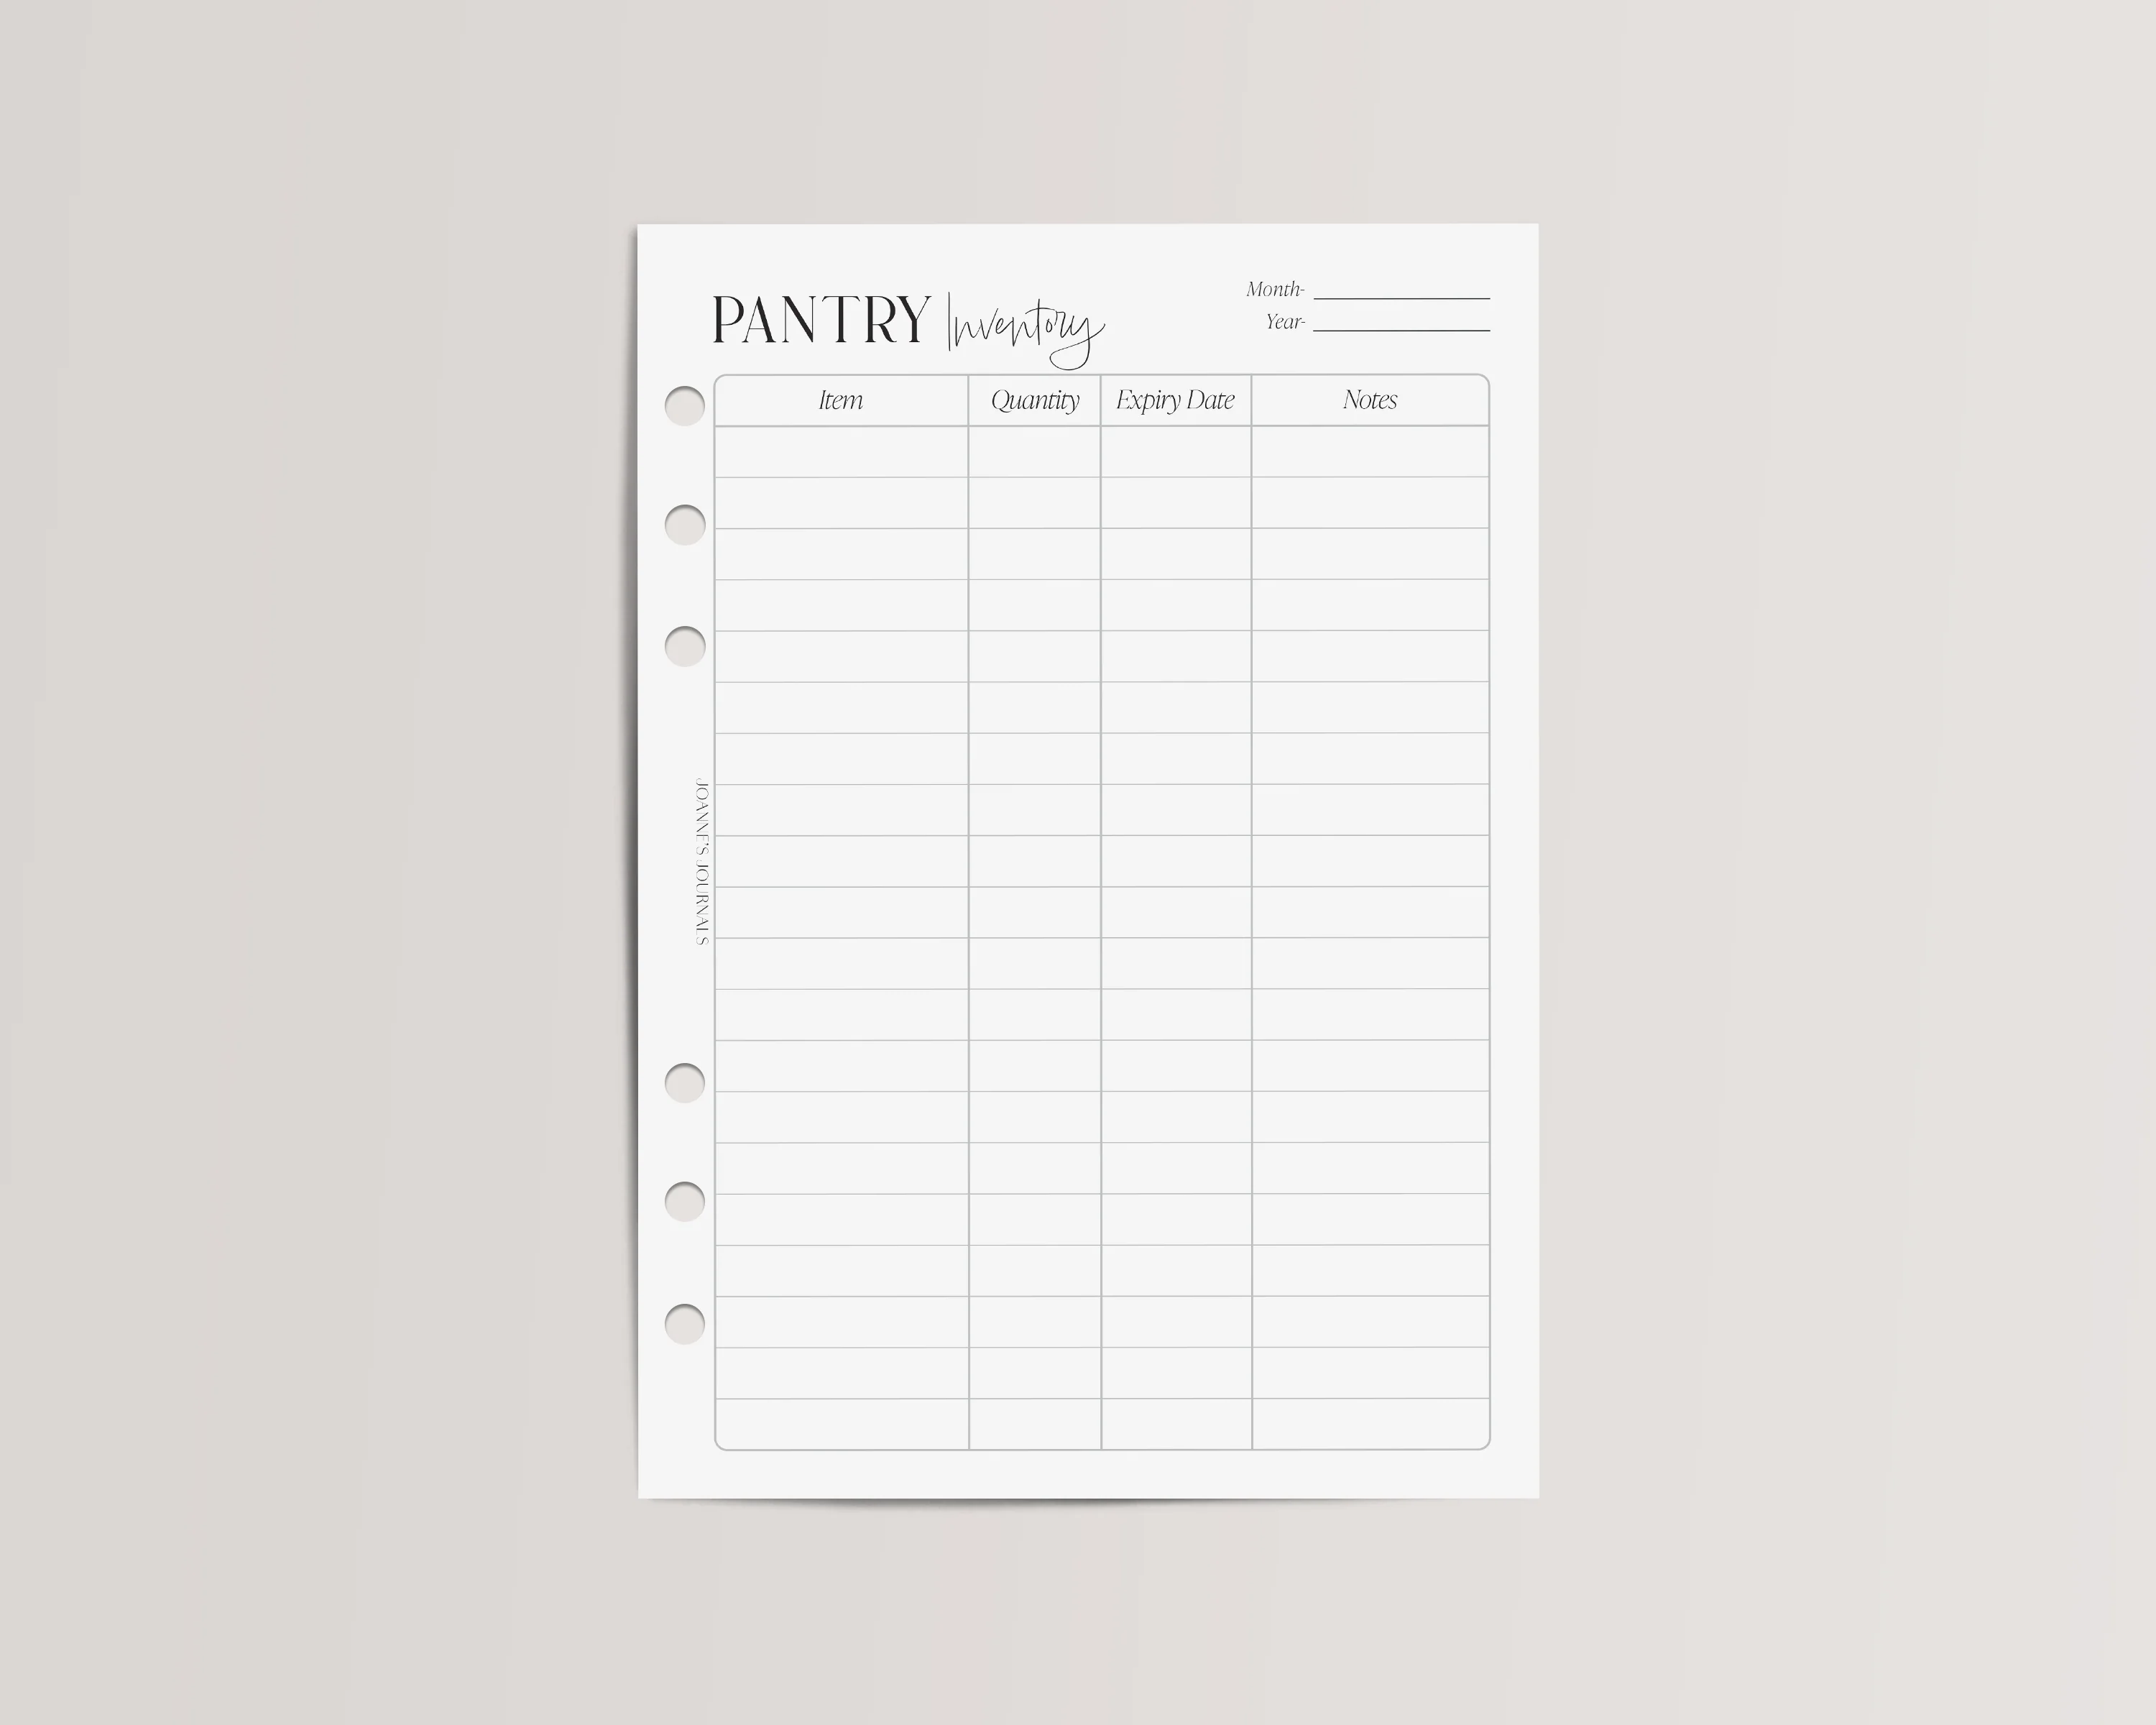 PANTRY Inventory
Month-
Year-
Item Quantity Expiry Date Notes
JOANNE'S JOURNALS